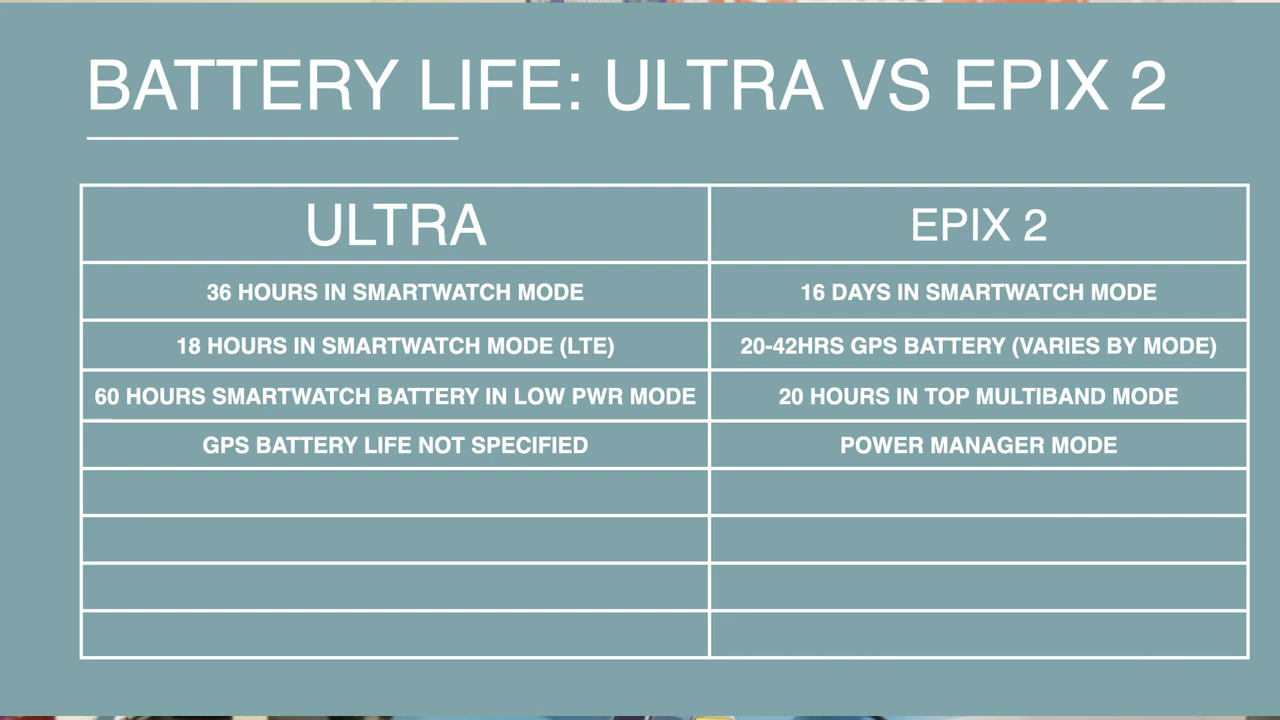 BATTERY LIFE: ULTRA VS EPIX 2
ULTRA
EPIX 2
36 HOURS IN SMARTWATCH MODE
16 DAYS IN SMARTWATCH MODE
18 HOURS IN SMARTWATCH MODE (LTE)
20-42HRS GPS BATTERY (VARIES BY MODE)
60 HOURS SMARTWATCH BATTERY IN LOW PWR MODE
20 HOURS IN TOP MULTIBAND MODE
GPS BATTERY LIFE NOT SPECIFIED
POWER MANAGER MODE